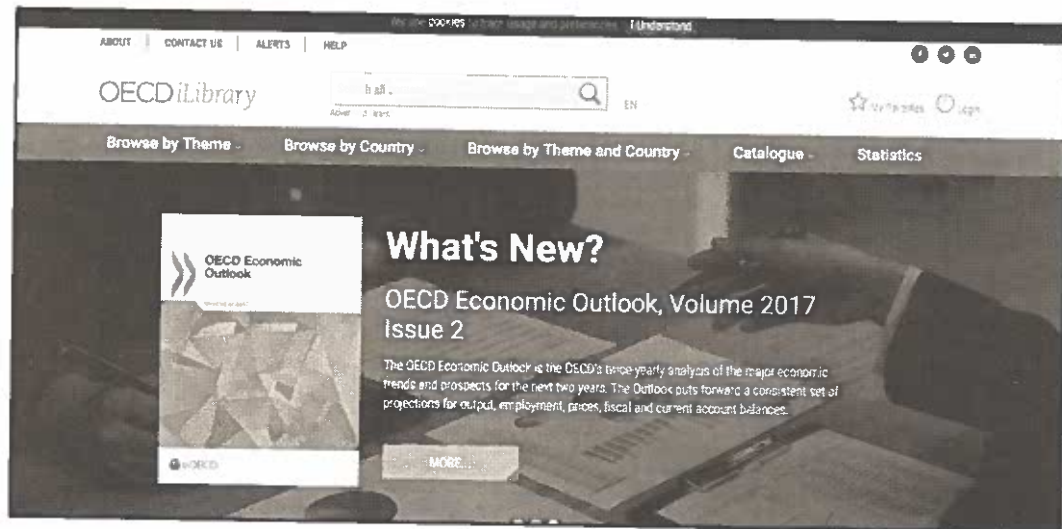 cookies I Understand
ABOUT CONTACT US ALERTS HELP
OECD iLibrary
EN
Browse by Theme Browse by Country Browse by Theme and Country Catalogue Statistics
OECD Economic
Outlook
What's New?
OECD Economic Outlook, Volume 2017
Issue 2
The OECD Economic Outlook is the OECD's twice-yearly analysis of the major economic
trends and prospects for the next two years. The Outlook puts forward a consistent set of
projections for output, employment, prices, fiscal and current account balances.
OECD
MORE...